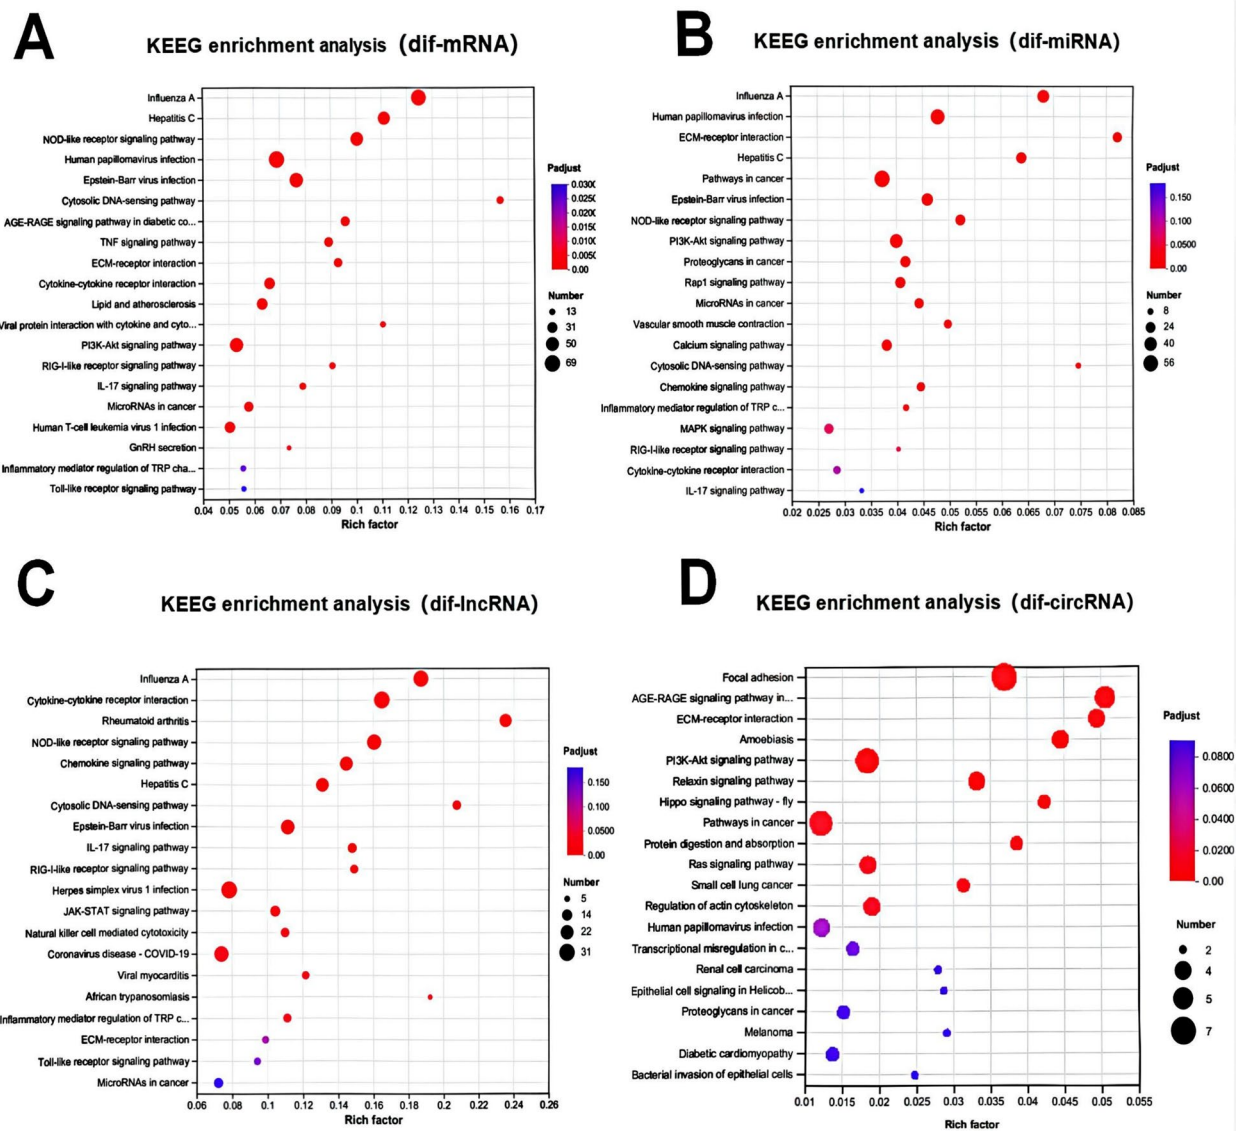 A
KEEG enrichment analysis (dif-mRNA)
Influenza A
Hepatitis C
NOD-like receptor signaling pathway
Human papillomavirus infection
Epstein-Barr virus infection
Cytosolic DNA-sensing pathway
AGE-RAGE signaling pathway in diabetic co...
TNF signaling pathway
ECM-receptor interaction
Cytokine-cytokine receptor interaction
Lipid and atherosclerosis
Viral protein interaction with cytokine and cyto...
PI3K-Akt signaling pathway
RIG-I-like receptor signaling pathway
IL-17 signaling pathway
MicroRNAs in cancer
Human T-cell leukemia virus 1 infection
GnRH secretion
Inflammatory mediator regulation of TRP cha...
Toll-like receptor signaling pathway
0.04 0.05 0.06 0.07 0.08 0.09 0.1 0.11 0.12 0.13 0.14 0.15 0.16 0.17
Rich factor
Padjust
0.030
0.025
0.020
0.015
0.010
0.005
0.00
Number
13
31
50
69
B
KEEG enrichment analysis (dif-miRNA)
Influenza A
Human papillomavirus infection
ECM-receptor interaction
Hepatitis C
Pathways in cancer
Epstein-Barr virus infection
NOD-like receptor signaling pathway
PI3K-Akt signaling pathway
Proteoglycans in cancer
Rap1 signaling pathway
MicroRNAs in cancer
Vascular smooth muscle contraction
Calcium signaling pathway
Cytosolic DNA-sensing pathway
Chemokine signaling pathway
Inflammatory mediator regulation of TRP c...
MAPK signaling pathway
RIG-I-like receptor signaling pathway
Cytokine-cytokine receptor interaction
IL-17 signaling pathway
0.02 0.025 0.03 0.035 0.04 0.045 0.05 0.055 0.06 0.065 0.07 0.075 0.08 0.085
Rich factor
Padjust
0.150
0.100
0.0500
0.00
Number
8
24
40
56
C
KEEG enrichment analysis (dif-lncRNA)
Influenza A
Cytokine-cytokine receptor interaction
Rheumatoid arthritis
NOD-like receptor signaling pathway
Chemokine signaling pathway
Hepatitis C
Cytosolic DNA-sensing pathway
Epstein-Barr virus infection
IL-17 signaling pathway
RIG-I-like receptor signaling pathway
Herpes simplex virus 1 infection
JAK-STAT signaling pathway
Natural killer cell mediated cytotoxicity
Coronavirus disease - COVID-19
Viral myocarditis
African trypanosomiasis
Inflammatory mediator regulation of TRP c...
ECM-receptor interaction
Toll-like receptor signaling pathway
MicroRNAs in cancer
0.06 0.08 0.1 0.12 0.14 0.16 0.18 0.2 0.22 0.24 0.26
Rich factor
Padjust
0.150
0.100
0.0500
0.00
Number
5
14
22
31
D
KEEG enrichment analysis (dif-circRNA)
Focal adhesion
AGE-RAGE signaling pathway in...
ECM-receptor interaction
Amoebiasis
PI3K-Akt signaling pathway
Relaxin signaling pathway
Hippo signaling pathway - fly
Pathways in cancer
Protein digestion and absorption
Ras signaling pathway
Small cell lung cancer
Regulation of actin cytoskeleton
Human papillomavirus infection
Transcriptional misregulation in c...
Renal cell carcinoma
Epithelial cell signaling in Helicob...
Proteoglycans in cancer
Melanoma
Diabetic cardiomyopathy
Bacterial invasion of epithelial cells
0.01 0.015 0.02 0.025 0.03 0.035 0.04 0.045 0.05 0.055
Rich factor
Padjust
0.0800
0.0600
0.0400
0.0200
0.00
Number
2
4
5
7